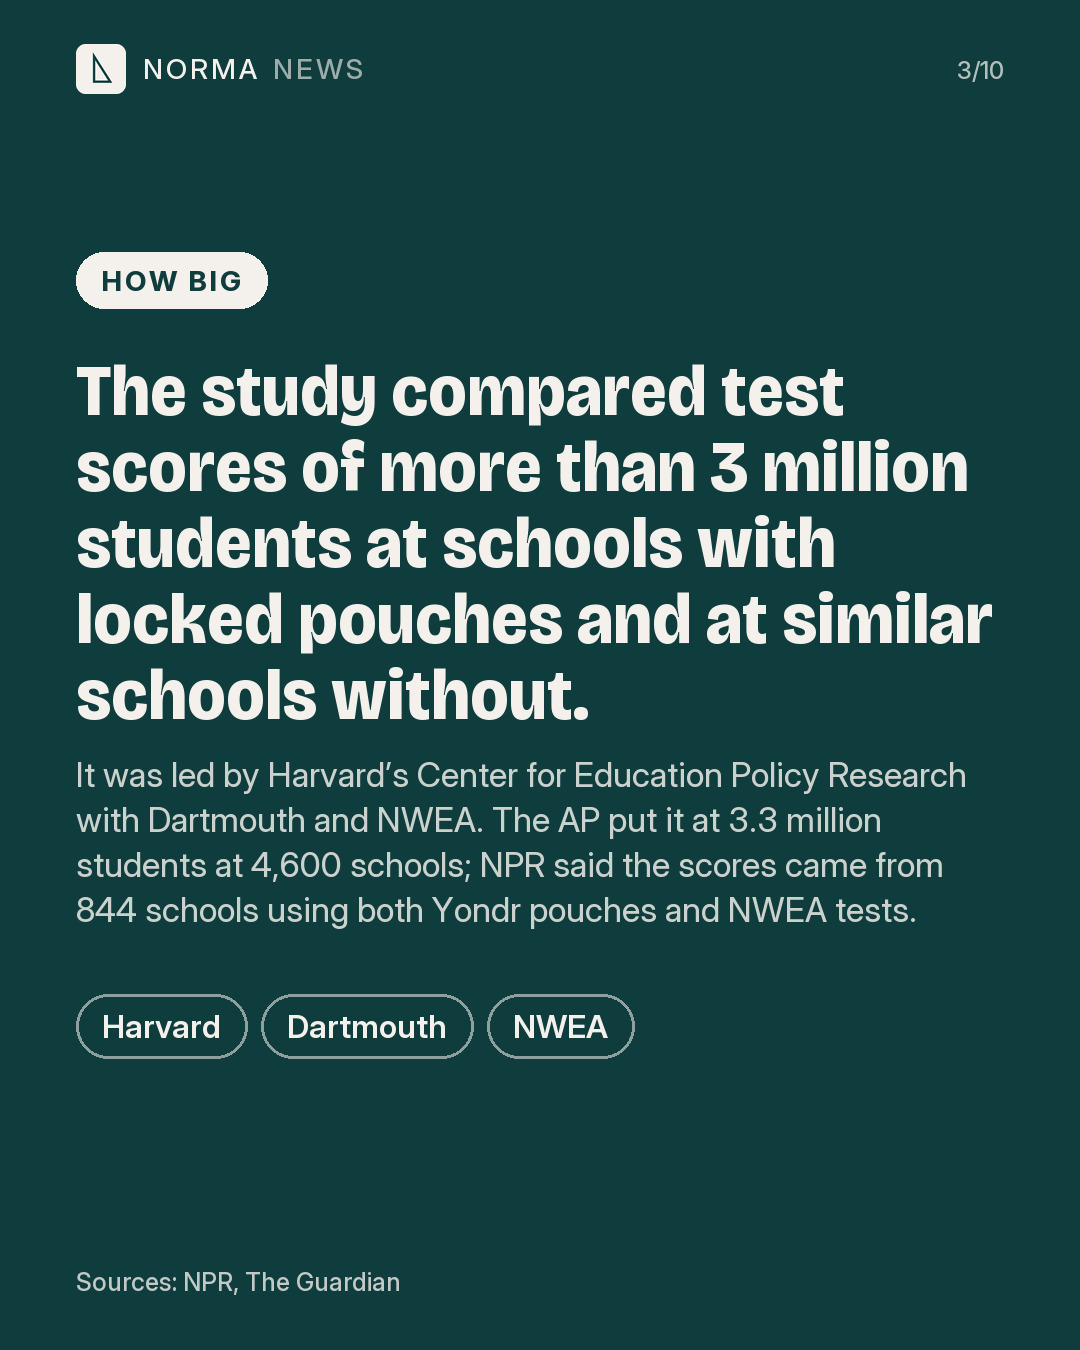 NORMA NEWS
3/10
HOW BIG
The study compared test
scores of more than 3 million
students at schools with
locked pouches and at similar
schools without.
It was led by Harvard’s Center for Education Policy Research
with Dartmouth and NWEA. The AP put it at 3.3 million
students at 4,600 schools; NPR said the scores came from
844 schools using both Yondr pouches and NWEA tests.
Harvard Dartmouth NWEA
Sources: NPR, The Guardian